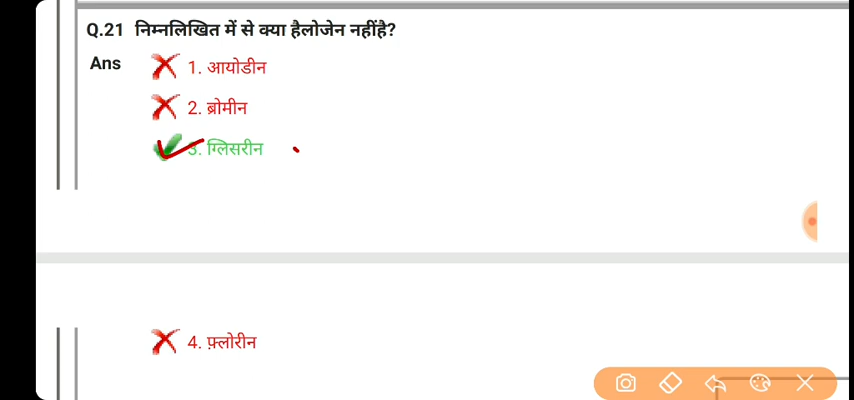 Q.21 निम्नलिखित में से क्या हैलोजेन नहींहै?
Ans 1. आयोडीन
2. ब्रोमीन
3. ग्लिसरीन
4. फ़्लोरीन